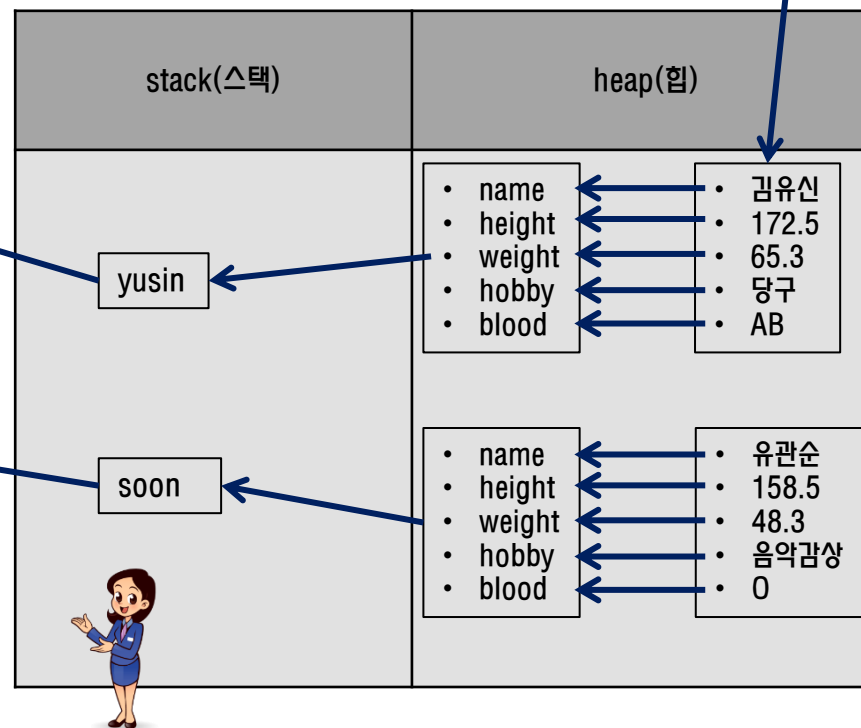 stack(스택)
heap(힙)
yusin
• name
• height
• weight
• hobby
• blood
• 김유신
• 172.5
• 65.3
• 당구
• AB
soon
• name
• height
• weight
• hobby
• blood
• 유관순
• 158.5
• 48.3
• 음악감상
• O